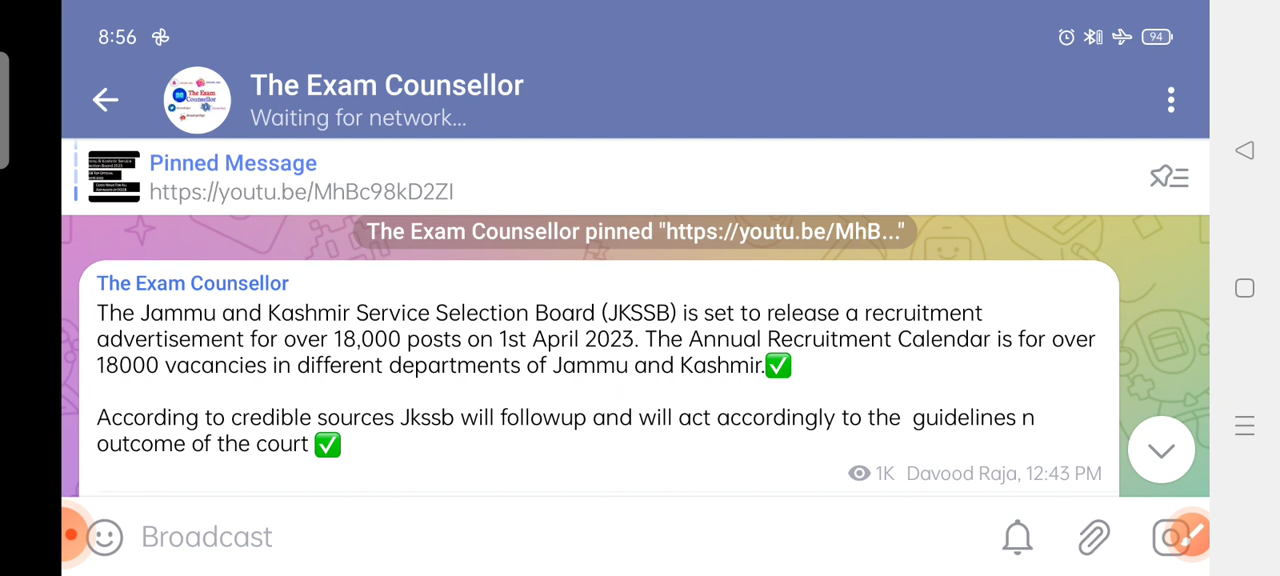 8:56
94
The Exam Counsellor
Waiting for network...
Pinned Message
https://youtu.be/MhBc98kD2ZI
The Exam Counsellor pinned "https://youtu.be/MhB..."
The Exam Counsellor
The Jammu and Kashmir Service Selection Board (JKSSB) is set to release a recruitment
advertisement for over 18,000 posts on 1st April 2023. The Annual Recruitment Calendar is for over
18000 vacancies in different departments of Jammu and Kashmir.✅
According to credible sources Jkssb will followup and will act accordingly to the  guidelines n
outcome of the court ✅
1K Davood Raja, 12:43 PM
Broadcast